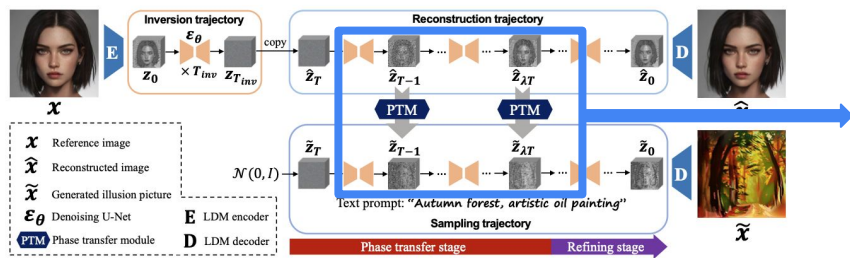 Inversion trajectory
Reconstruction trajectory
E
ε_θ
z_0
× T_inv
z_{T_inv}
copy
ẑ_T
...
ẑ_{T−1}
...
ẑ_{λT}
...
ẑ_0
D
x
PTM
PTM
x Reference image
x̂ Reconstructed image
x̃ Generated illusion picture
ε_θ Denoising U-Net
E LDM encoder
PTM Phase transfer module
D LDM decoder
N(0, I)
z̃_T
z̃_{T−1}
...
z̃_{λT}
...
z̃_0
D
Text prompt: "Autumn forest, artistic oil painting"
Sampling trajectory
x̃
Phase transfer stage
Refining stage